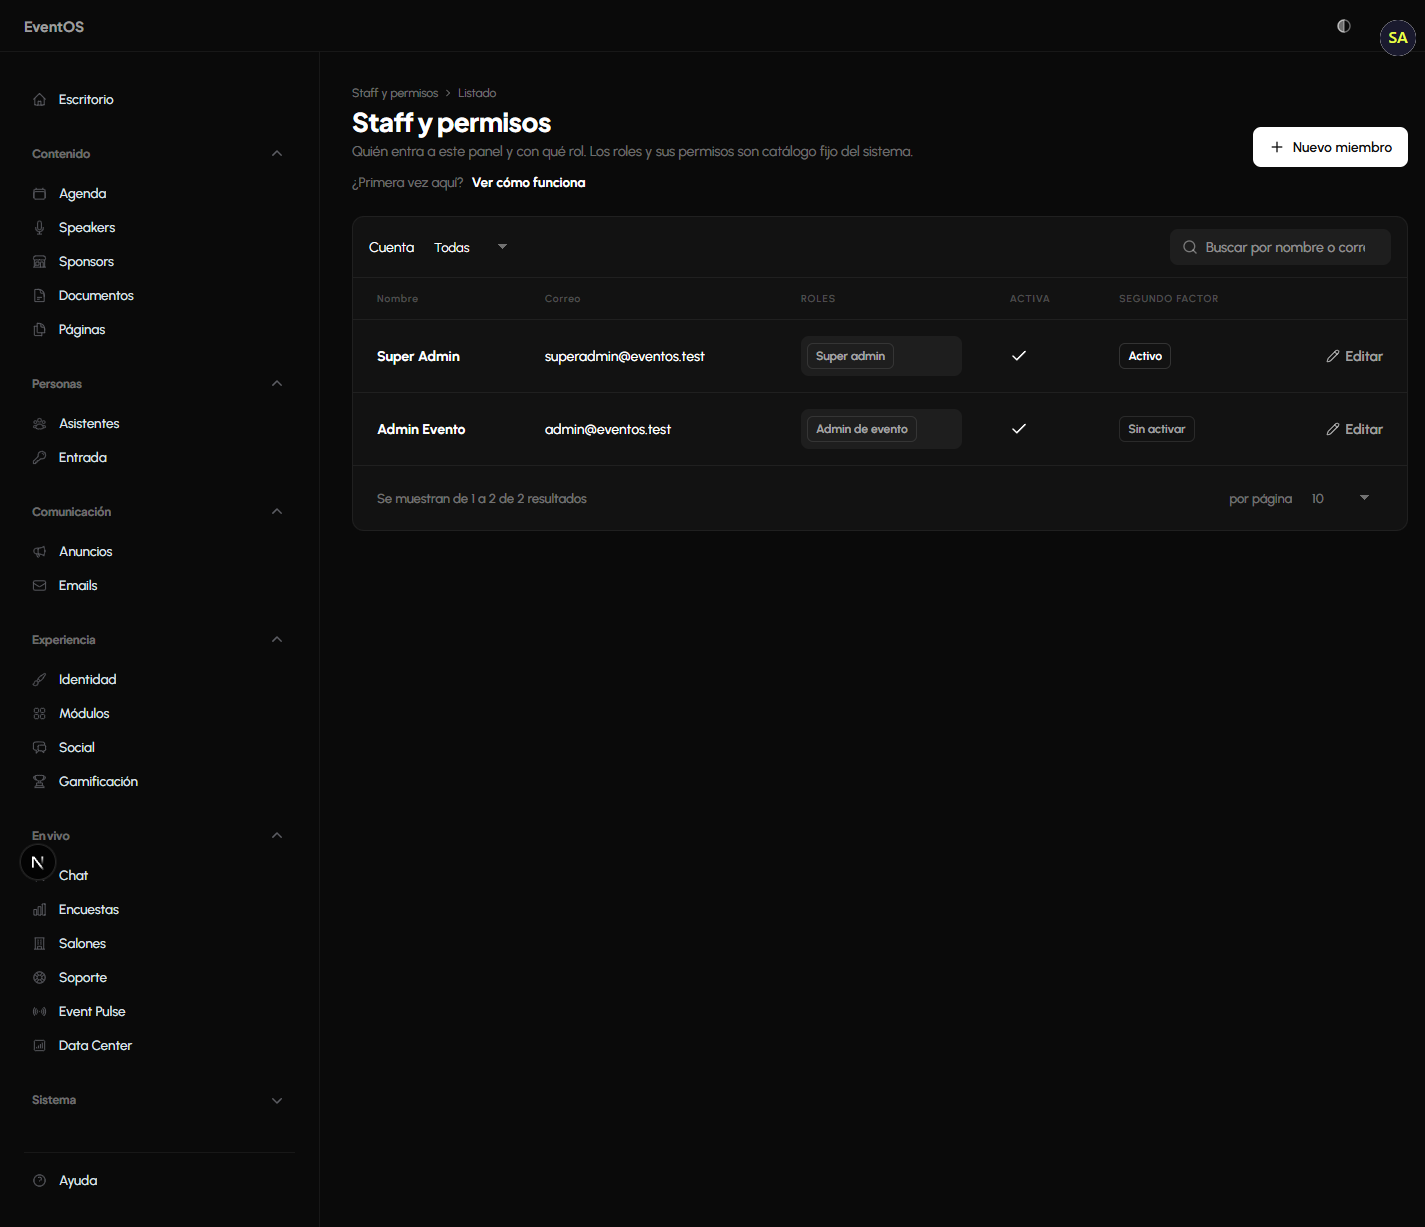 EventOS
SA
Escritorio
Contenido
Agenda
Speakers
Sponsors
Documentos
Páginas
Personas
Asistentes
Entrada
Comunicación
Anuncios
Emails
Experiencia
Identidad
Módulos
Social
Gamificación
En vivo
N
Chat
Encuestas
Salones
Soporte
Event Pulse
Data Center
Sistema
Ayuda
Staff y permisos > Listado
Staff y permisos
Quién entra a este panel y con qué rol. Los roles y sus permisos son catálogo fijo del sistema.
¿Primera vez aquí? Ver cómo funciona
+ Nuevo miembro
Cuenta Todas
Buscar por nombre o corr
Nombre Correo ROLES ACTIVA SEGUNDO FACTOR
Super Admin superadmin@eventos.test Super admin Activo Editar
Admin Evento admin@eventos.test Admin de evento Sin activar Editar
Se muestran de 1 a 2 de 2 resultados por página 10